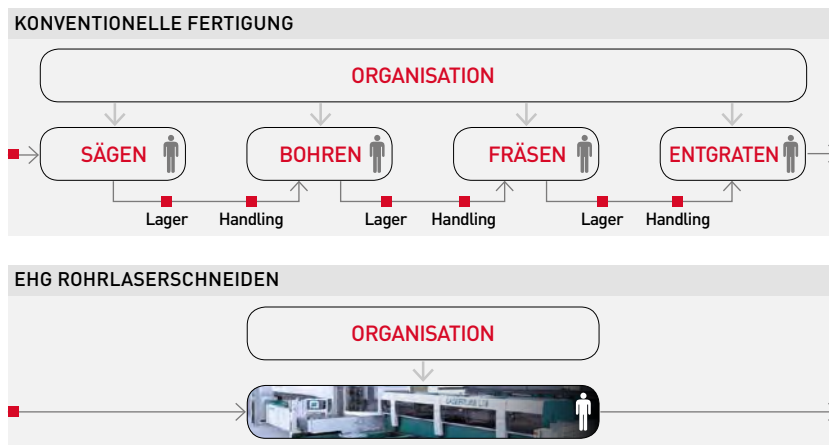 KONVENTIONELLE FERTIGUNG
ORGANISATION
SÄGEN BOHREN FRÄSEN ENTGRATEN
Lager Handling Lager Handling Lager Handling
EHG ROHRLASERSCHNEIDEN
ORGANISATION